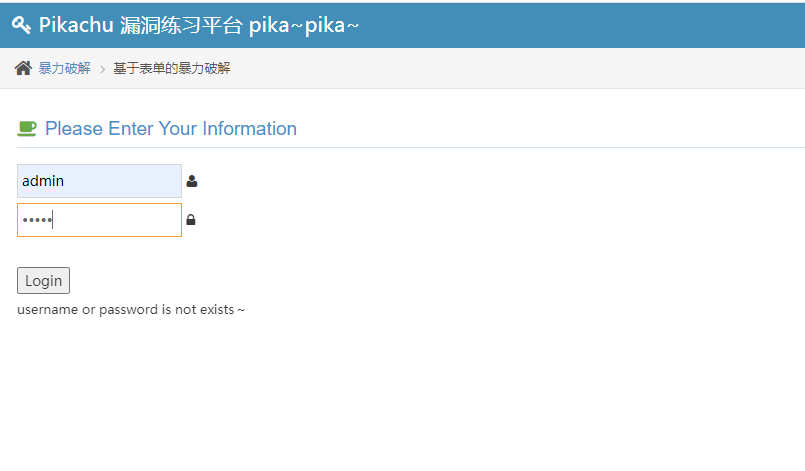 Pikachu 漏洞练习平台 pika~pika~
暴力破解 > 基于表单的暴力破解
Please Enter Your Information
admin
•••••
Login
username or password is not exists～